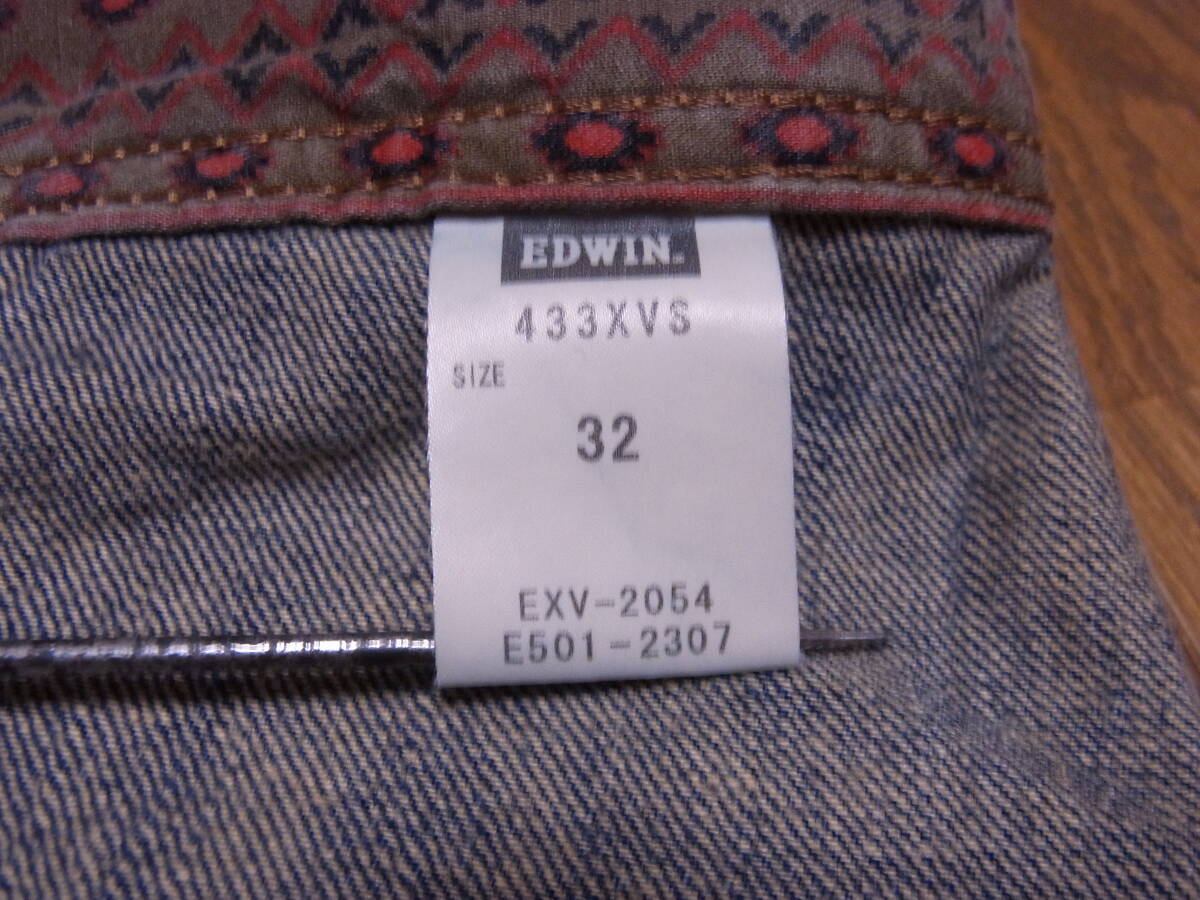 EDWIN.
433XVS
SIZE
32
EXV-2054
E501-2307